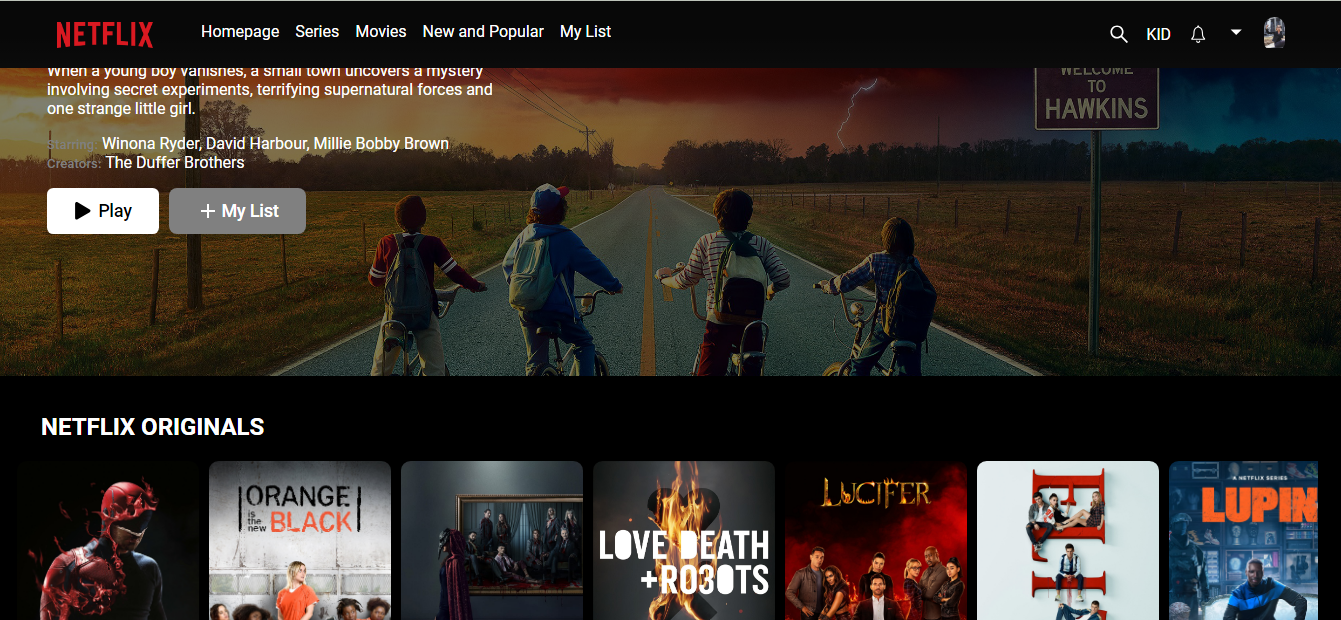 NETFLIX Homepage Series Movies New and Popular My List KID
When a young boy vanishes, a small town uncovers a mystery
involving secret experiments, terrifying supernatural forces and
one strange little girl.
Starring: Winona Ryder, David Harbour, Millie Bobby Brown
Creators: The Duffer Brothers
Play + My List
WELCOME
TO
HAWKINS
NETFLIX ORIGINALS
ORANGE
is the new BLACK
LOVE DEATH
+RO3OTS
LUCIFER
A NETFLIX SERIES
LUPIN